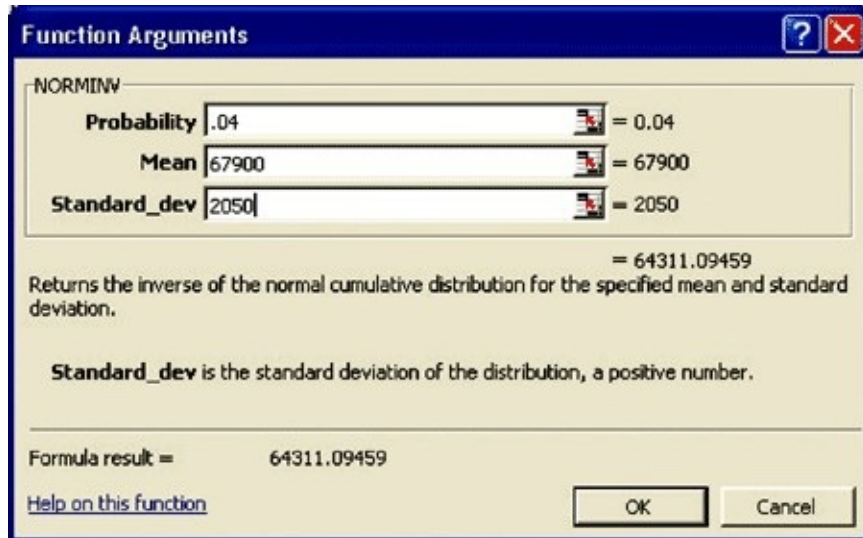 Function Arguments
NORMINV
Probability .04 = 0.04
Mean 67900 = 67900
Standard_dev 2050 = 2050
= 64311.09459
Returns the inverse of the normal cumulative distribution for the specified mean and standard
deviation.
Standard_dev is the standard deviation of the distribution, a positive number.
Formula result = 64311.09459
Help on this function OK Cancel